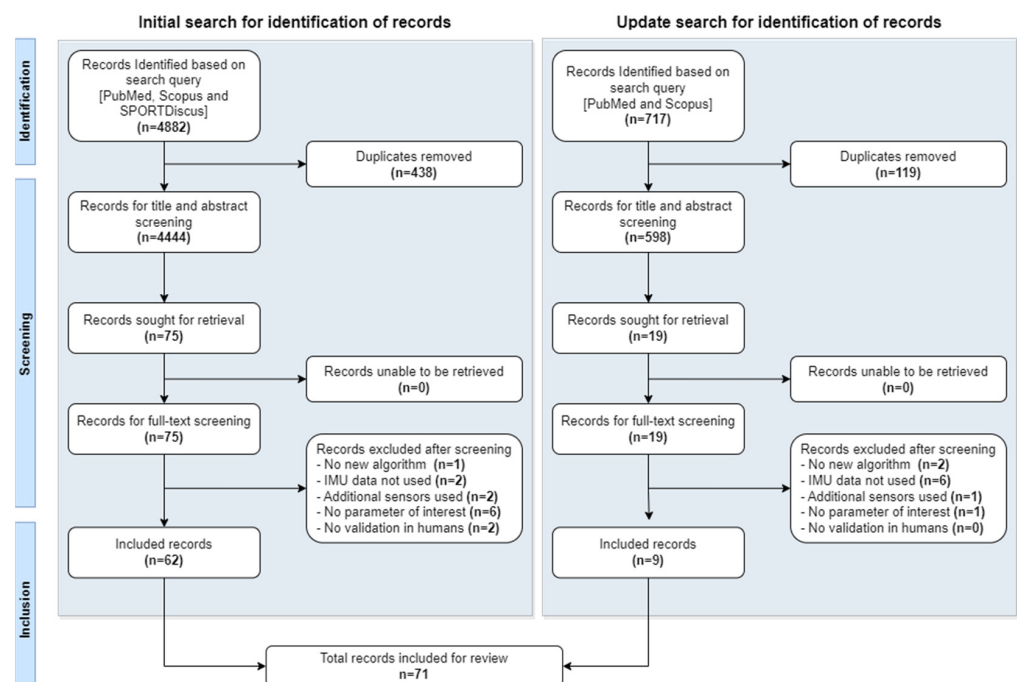 Initial search for identification of records
Update search for identification of records
Identification
Records Identified based on
search query
[PubMed, Scopus and
SPORTDiscus]
(n=4882)
Duplicates removed
(n=438)
Records Identified based on
search query
[PubMed and Scopus]
(n=717)
Duplicates removed
(n=119)
Screening
Records for title and abstract
screening
(n=4444)
Records sought for retrieval
(n=75)
Records unable to be retrieved
(n=0)
Records for full-text screening
(n=75)
Records excluded after screening
- No new algorithm (n=1)
- IMU data not used (n=2)
- Additional sensors used (n=2)
- No parameter of interest (n=6)
- No validation in humans (n=2)
Records for title and abstract
screening
(n=598)
Records sought for retrieval
(n=19)
Records unable to be retrieved
(n=0)
Records for full-text screening
(n=19)
Records excluded after screening
- No new algorithm (n=2)
- IMU data not used (n=6)
- Additional sensors used (n=1)
- No parameter of interest (n=1)
- No validation in humans (n=0)
Inclusion
Included records
(n=62)
Included records
(n=9)
Total records included for review
n=71